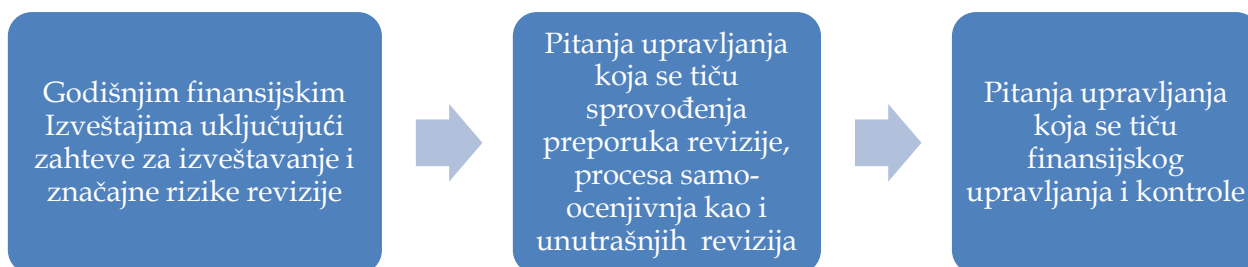 Godišnjim finansijskim
Izveštajima uključujući
zahteve za izveštavanje i
značajne rizike revizije
Pitanja upravljanja
koja se tiču
sprovođenja
preporuka revizije,
procesa samo-
ocenjivnja kao i
unutrašnjih revizija
Pitanja upravljanja
koja se tiču
finansijskog
upravljanja i kontrole